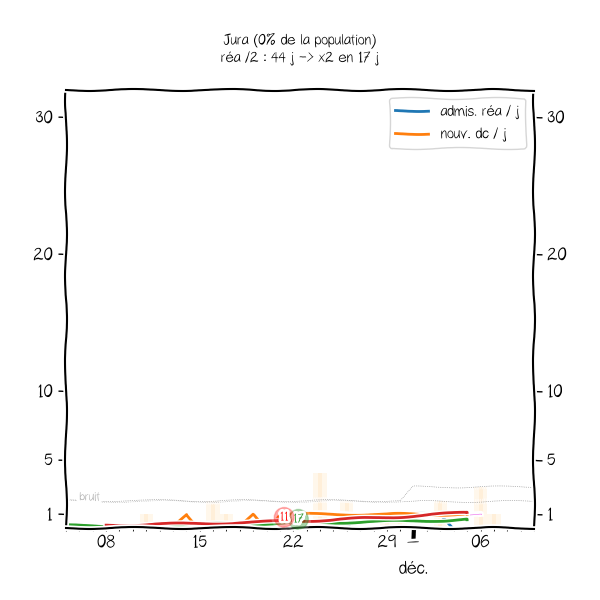 Jura (0% de la population)
réa /2 : 44 j -> x2 en 17 j
admis. réa / j
nouv. dc / j
30
30
20
20
10
10
5
5
bruit
1
11
17
1
08
15
22
29
06
déc.